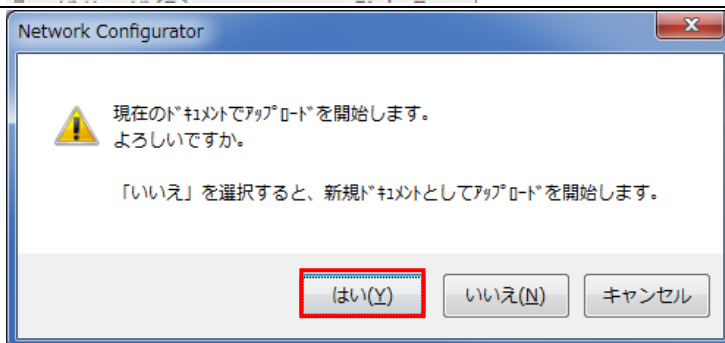 Network Configurator
現在のﾄﾞｷｭﾒﾝﾄでｱｯﾌﾟﾛｰﾄﾞを開始します。
よろしいですか。
「いいえ」を選択すると、新規ﾄﾞｷｭﾒﾝﾄとしてｱｯﾌﾟﾛｰﾄﾞを開始します。
はい(Y)
いいえ(N)
キャンセル